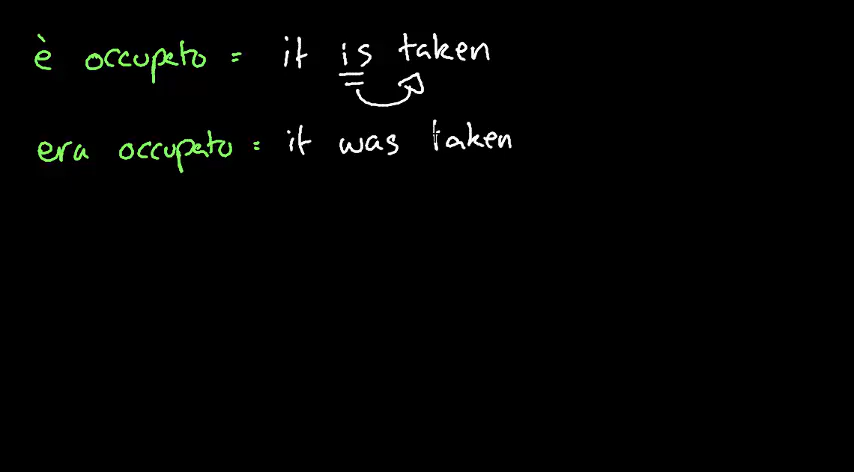 è occupato = it is taken
era occupato = it was taken